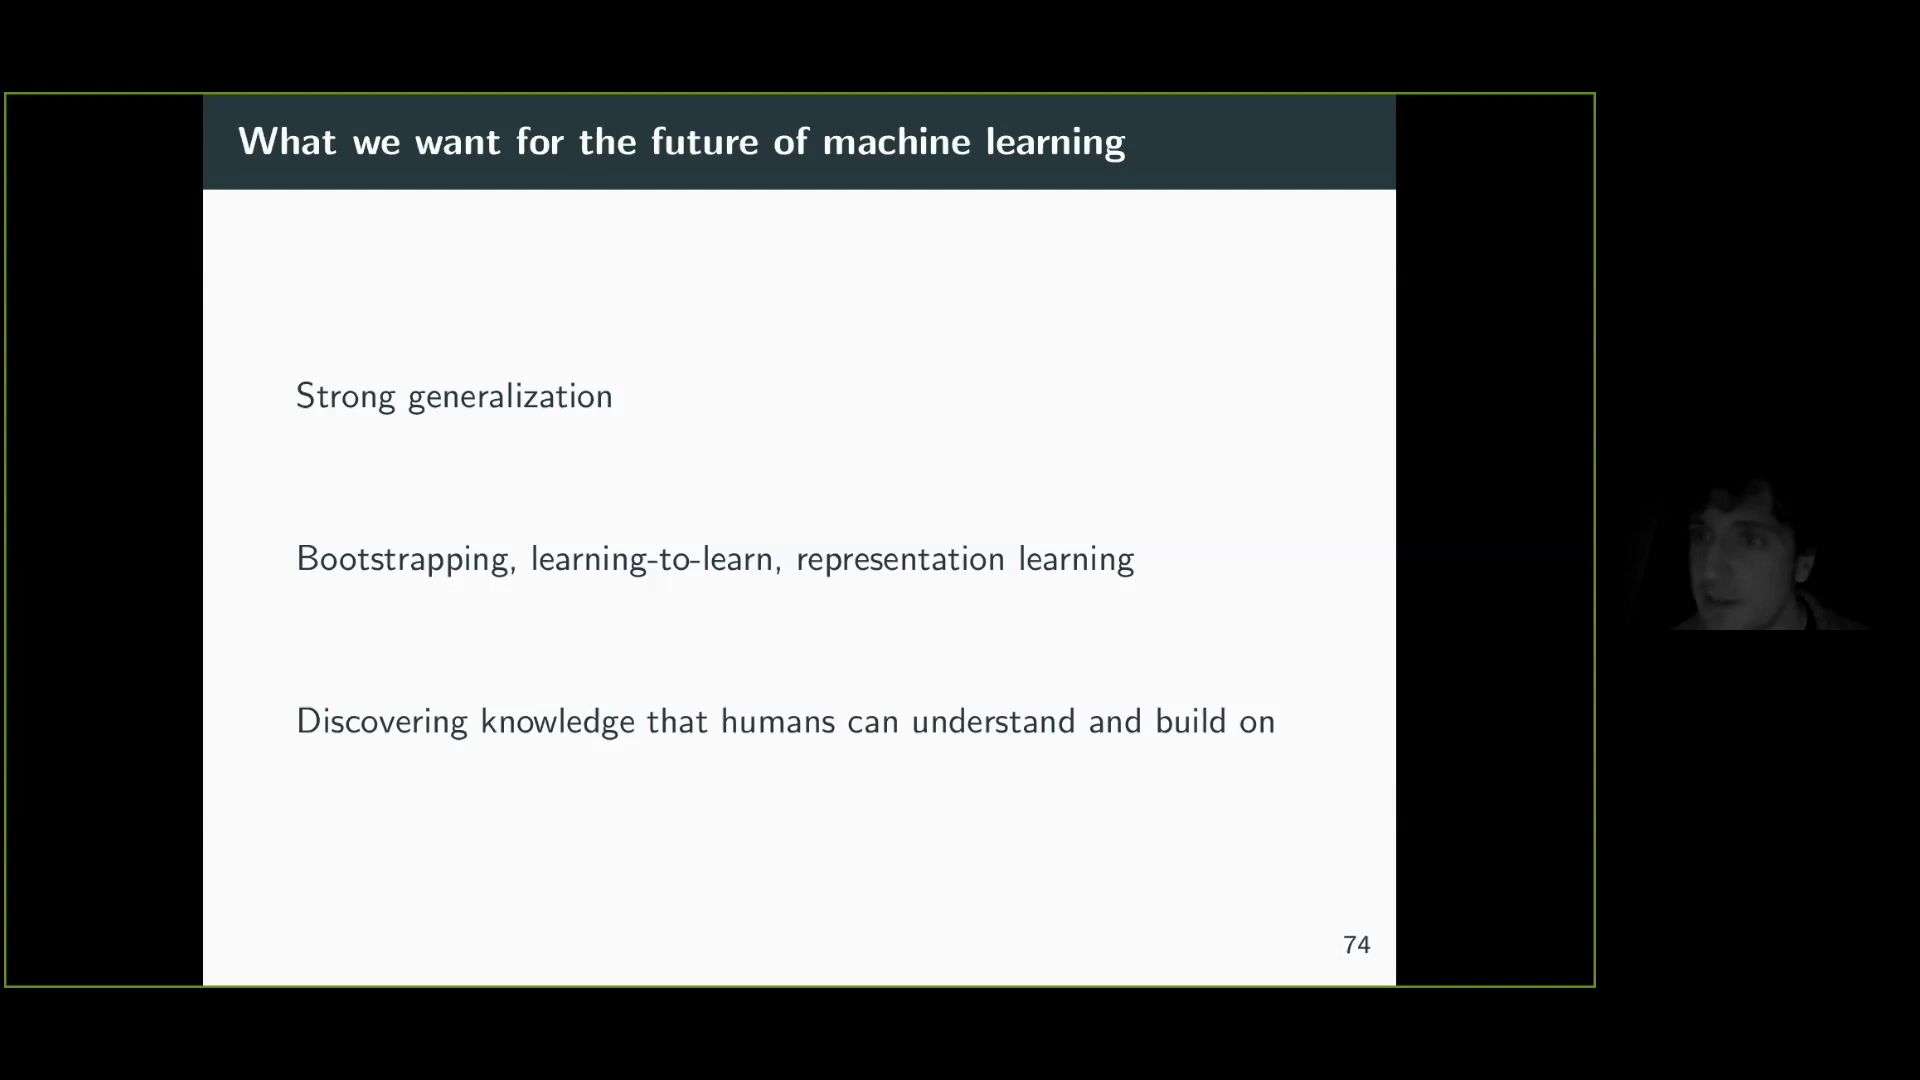 What we want for the future of machine learning
Strong generalization
Bootstrapping, learning-to-learn, representation learning
Discovering knowledge that humans can understand and build on
74